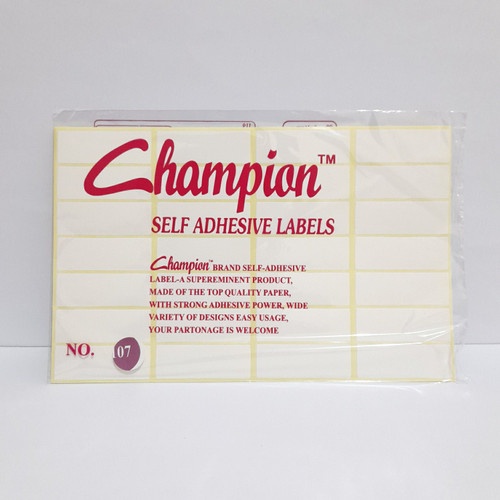 Champion™
SELF ADHESIVE LABELS
Champion™ BRAND SELF-ADHESIVE
LABEL-A SUPEREMINENT PRODUCT,
MADE OF THE TOP QUALITY PAPER,
WITH STRONG ADHESIVE POWER, WIDE
VARIETY OF DESIGNS EASY USAGE,
YOUR PARTONAGE IS WELCOME
NO. 107